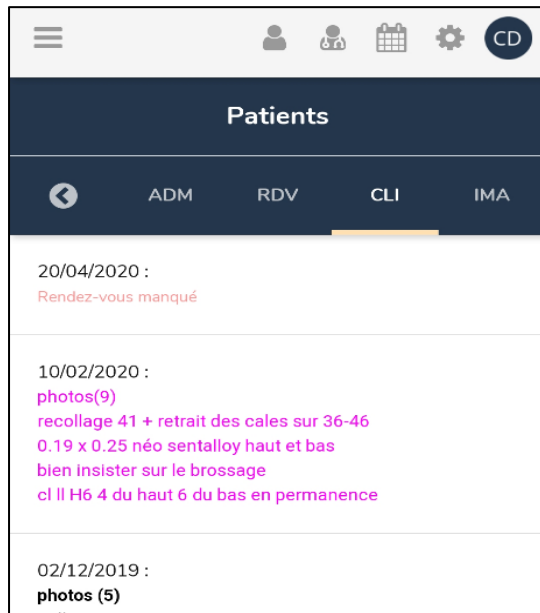 CD
Patients
ADM RDV CLI IMA
20/04/2020 :
Rendez-vous manqué
10/02/2020 :
photos(9)
recollage 41 + retrait des cales sur 36-46
0.19 x 0.25 néo sentalloy haut et bas
bien insister sur le brossage
cl ll H6 4 du haut 6 du bas en permanence
02/12/2019 :
photos (5)